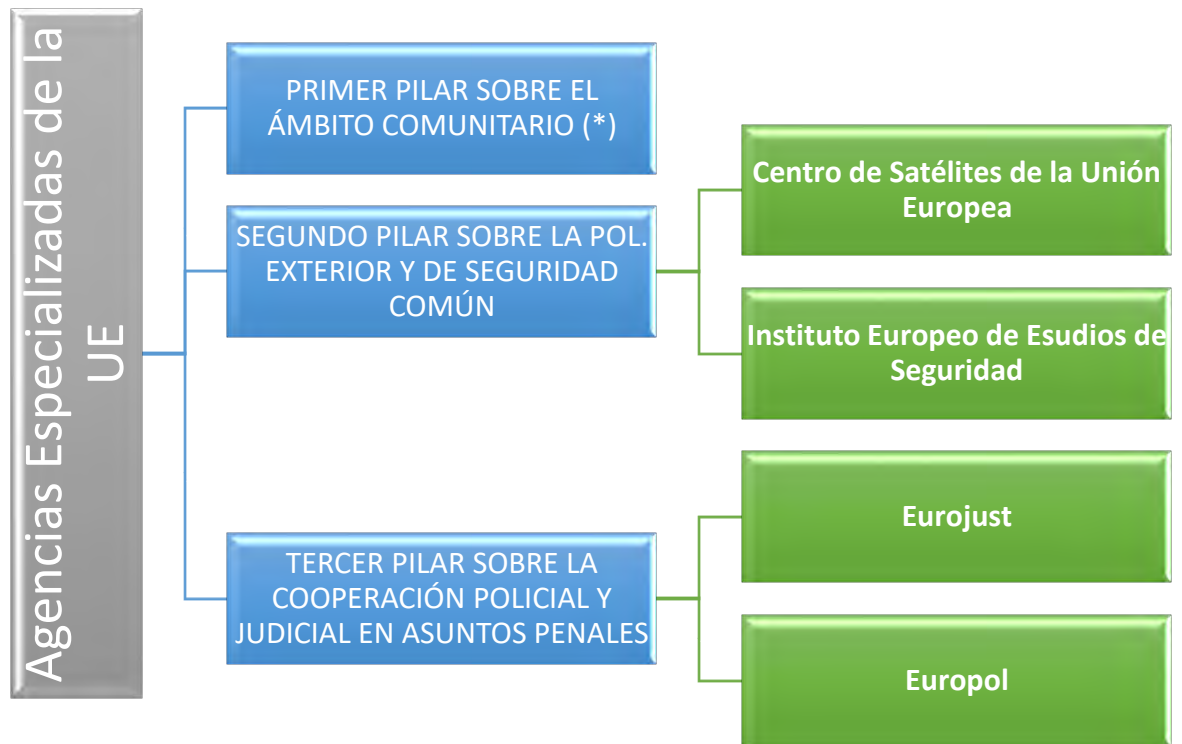 Agencias Especializadas de la
UE
PRIMER PILAR SOBRE EL
ÁMBITO COMUNITARIO (*)
SEGUNDO PILAR SOBRE LA POL.
EXTERIOR Y DE SEGURIDAD
COMÚN
Centro de Satélites de la Unión
Europea
Instituto Europeo de Esudios de
Seguridad
TERCER PILAR SOBRE LA
COOPERACIÓN POLICIAL Y
JUDICIAL EN ASUNTOS PENALES
Eurojust
Europol